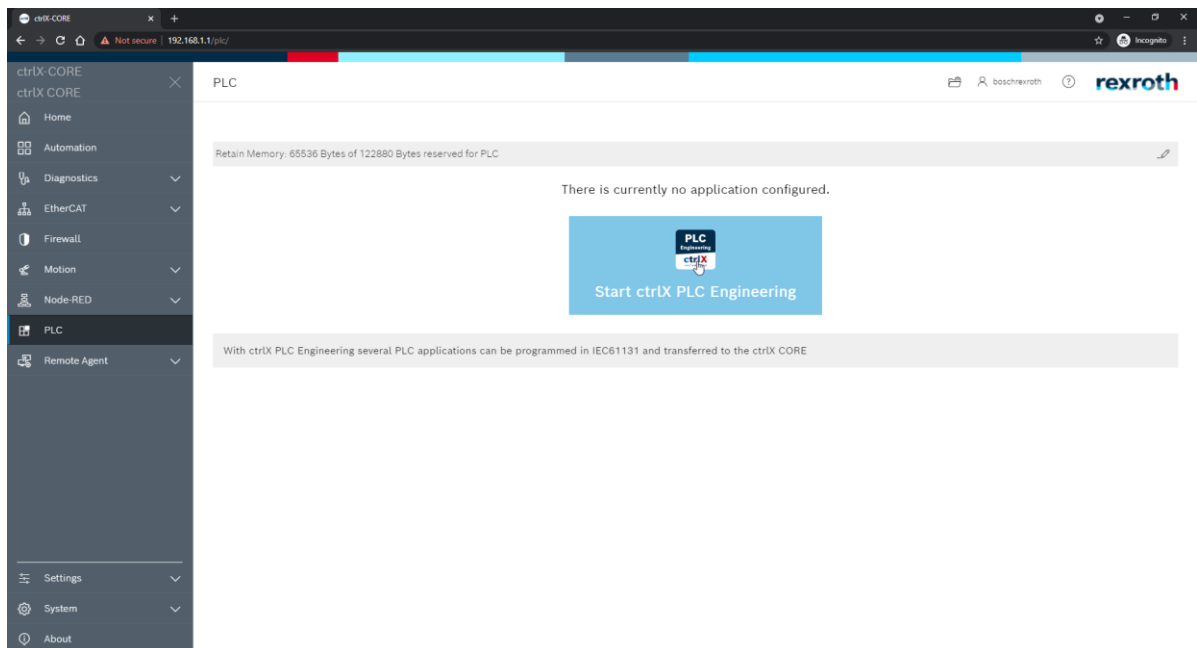 ctrlX-CORE
Not secure
192.168.1.1/plc/
Incognito
ctrlX-CORE
ctrlX CORE
PLC
boschrexroth
rexroth
Home
Automation
Diagnostics
EtherCAT
Firewall
Motion
Node-RED
PLC
Remote Agent
Settings
System
About
Retain Memory: 65536 Bytes of 122880 Bytes reserved for PLC
There is currently no application configured.
PLC
Engineering
ctrlX
Start ctrlX PLC Engineering
With ctrlX PLC Engineering several PLC applications can be programmed in IEC61131 and transferred to the ctrlX CORE